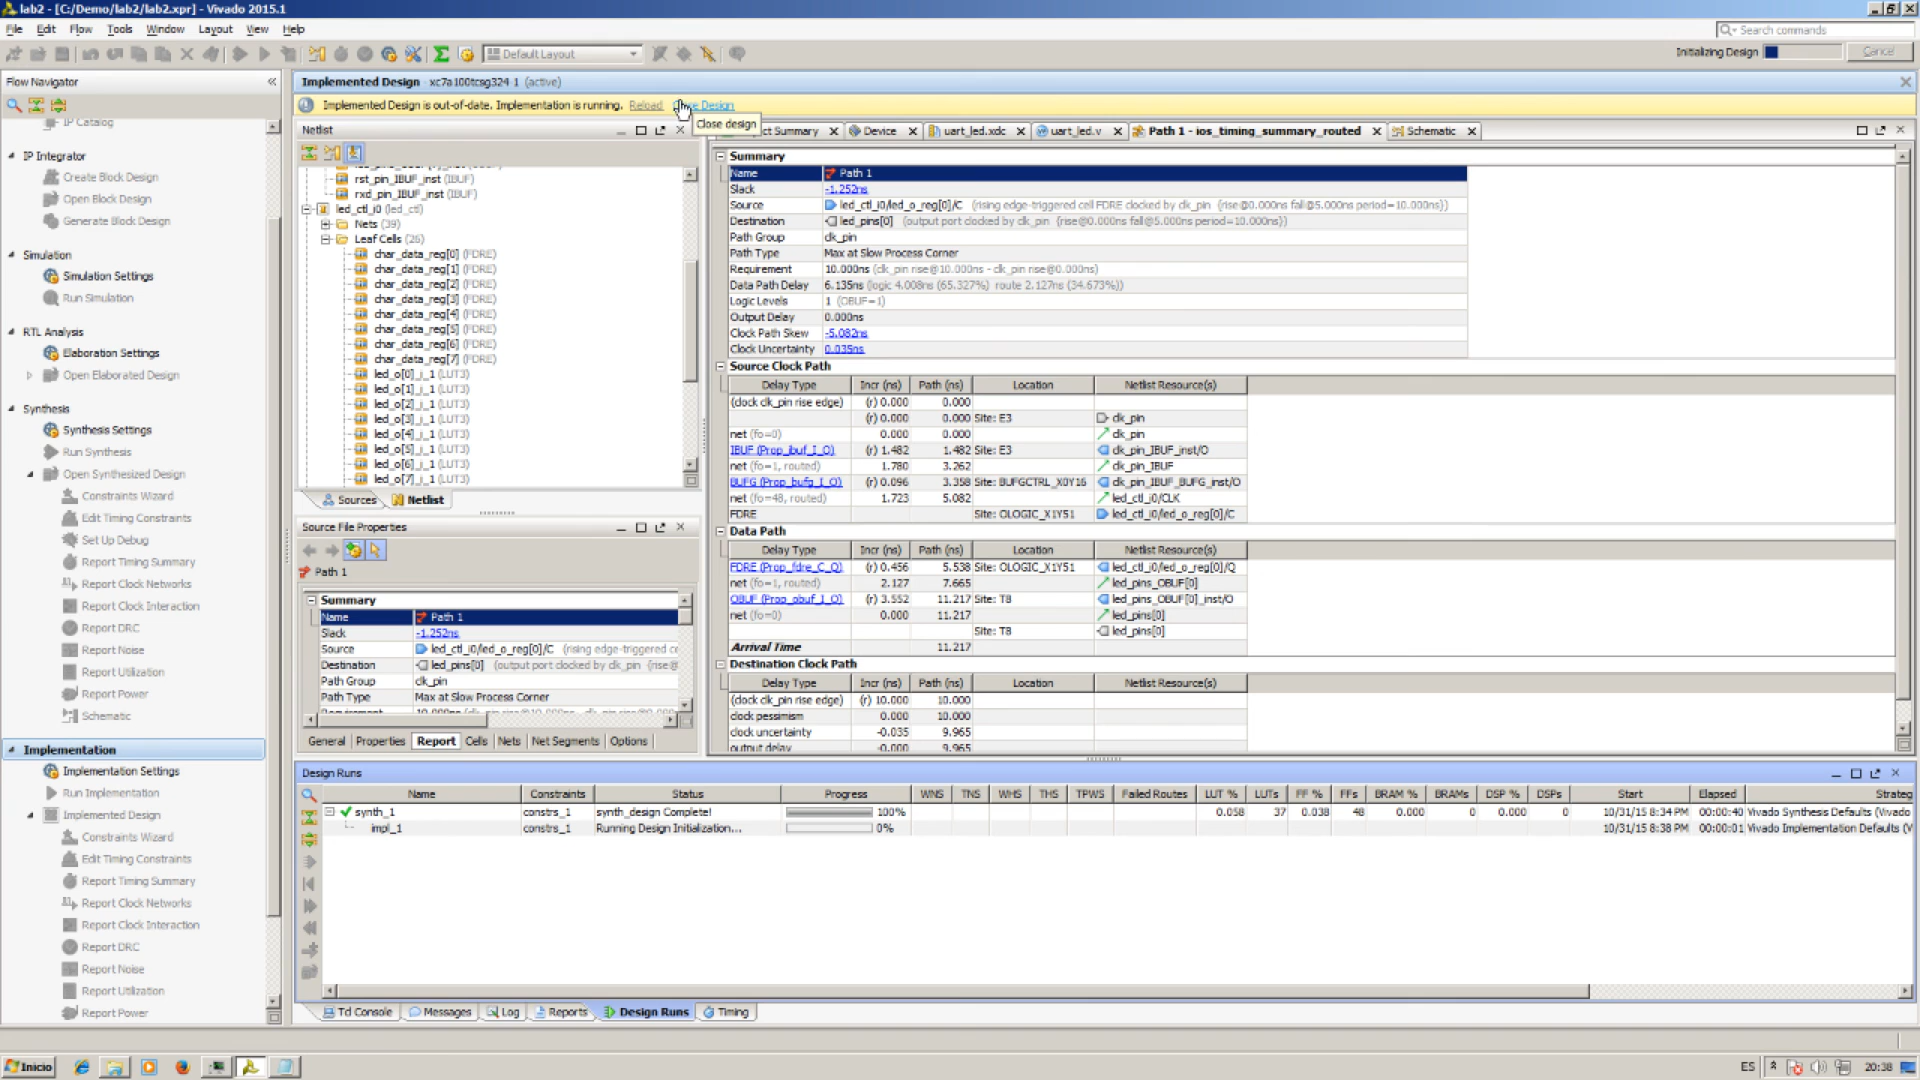 lab2 - [C:/Demo/lab2/lab2.xpr] - Vivado 2015.1
File Edit Flow Tools Window Layout View Help
Search commands
Default Layout
Initializing Design
Cancel
Flow Navigator
IP Catalog
IP Integrator
Create Block Design
Open Block Design
Generate Block Design
Simulation
Simulation Settings
Run Simulation
RTL Analysis
Elaboration Settings
Open Elaborated Design
Synthesis
Synthesis Settings
Run Synthesis
Open Synthesized Design
Constraints Wizard
Edit Timing Constraints
Set Up Debug
Report Timing Summary
Report Clock Networks
Report Clock Interaction
Report DRC
Report Noise
Report Utilization
Report Power
Schematic
Implementation
Implementation Settings
Run Implementation
Implemented Design
Constraints Wizard
Edit Timing Constraints
Report Timing Summary
Report Clock Networks
Report Clock Interaction
Report DRC
Report Noise
Report Utilization
Report Power
Implemented Design - xc7a100tcsg324-1 (active)
Implemented Design is out-of-date. Implementation is running. Reload Design
Close design
Netlist
rst_pin_IBUF_inst (IBUF)
rxd_pin_IBUF_inst (IBUF)
led_ctl_i0 (led_ctl)
Nets (39)
Leaf Cells (26)
char_data_reg[0] (FDRE)
char_data_reg[1] (FDRE)
char_data_reg[2] (FDRE)
char_data_reg[3] (FDRE)
char_data_reg[4] (FDRE)
char_data_reg[5] (FDRE)
char_data_reg[6] (FDRE)
char_data_reg[7] (FDRE)
led_o[0]_i_1 (LUT3)
led_o[1]_i_1 (LUT3)
led_o[2]_i_1 (LUT3)
led_o[3]_i_1 (LUT3)
led_o[4]_i_1 (LUT3)
led_o[5]_i_1 (LUT3)
led_o[6]_i_1 (LUT3)
led_o[7]_i_1 (LUT3)
Sources Netlist
Source File Properties
Path 1
Summary
Name Path 1
Slack -1.252ns
Source led_ctl_i0/led_o_reg[0]/C (rising edge-triggered
Destination led_pins[0] (output port clocked by clk_pin {rise@
Path Group clk_pin
Path Type Max at Slow Process Corner
General Properties Report Cells Nets Net Segments Options
Summary Device uart_led.xdc uart_led.v Path 1 - ios_timing_summary_routed Schematic
Summary
Name Path 1
Slack -1.252ns
Source led_ctl_i0/led_o_reg[0]/C (rising edge-triggered cell FDRE clocked by clk_pin {rise@0.000ns fall@5.000ns period=10.000ns})
Destination led_pins[0] (output port clocked by clk_pin {rise@0.000ns fall@5.000ns period=10.000ns})
Path Group clk_pin
Path Type Max at Slow Process Corner
Requirement 10.000ns (clk_pin rise@10.000ns - clk_pin rise@0.000ns)
Data Path Delay 6.135ns (logic 4.008ns (65.327%) route 2.127ns (34.673%))
Logic Levels 1 (OBUF=1)
Output Delay 0.000ns
Clock Path Skew -5.082ns
Clock Uncertainty 0.035ns
Source Clock Path
Delay Type Incr (ns) Path (ns) Location Netlist Resource(s)
(clock clk_pin rise edge) (r) 0.000 0.000
(r) 0.000 0.000 Site: E3 clk_pin
net (fo=0) 0.000 0.000 clk_pin
IBUF (Prop_ibuf_I_O) (r) 1.482 1.482 Site: E3 clk_pin_IBUF_inst/O
net (fo=1, routed) 1.780 3.262 clk_pin_IBUF
BUFG (Prop_bufg_I_O) (r) 0.096 3.358 Site: BUFGCTRL_X0Y16 clk_pin_IBUF_BUFG_inst/O
net (fo=48, routed) 1.723 5.082 led_ctl_i0/CLK
FDRE Site: OLOGIC_X1Y51 led_ctl_i0/led_o_reg[0]/C
Data Path
Delay Type Incr (ns) Path (ns) Location Netlist Resource(s)
FDRE (Prop_fdre_C_Q) (r) 0.456 5.538 Site: OLOGIC_X1Y51 led_ctl_i0/led_o_reg[0]/Q
net (fo=1, routed) 2.127 7.665 led_pins_OBUF[0]
OBUF (Prop_obuf_I_O) (r) 3.552 11.217 Site: T8 led_pins_OBUF[0]_inst/O
net (fo=0) 0.000 11.217 led_pins[0]
Site: T8 led_pins[0]
Arrival Time 11.217
Destination Clock Path
Delay Type Incr (ns) Path (ns) Location Netlist Resource(s)
(clock clk_pin rise edge) (r) 10.000 10.000
clock pessimism 0.000 10.000
clock uncertainty -0.035 9.965
output delay -0.000 9.965
Design Runs
Name Constraints Status Progress WNS TNS WHS THS TPWS Failed Routes LUT % LUTs FF % FFs BRAM % BRAMs DSP % DSPs Start Elapsed Strateg
synth_1 constrs_1 synth_design Complete! 100% 0.058 37 0.038 48 0.000 0 0.000 0 10/31/15 8:34 PM 00:00:40 Vivado Synthesis Defaults (Vivado
impl_1 constrs_1 Running Design Initialization... 0% 10/31/15 8:38 PM 00:00:01 Vivado Implementation Defaults (V
Tcl Console Messages Log Reports Design Runs Timing
Inicio
ES
20:38